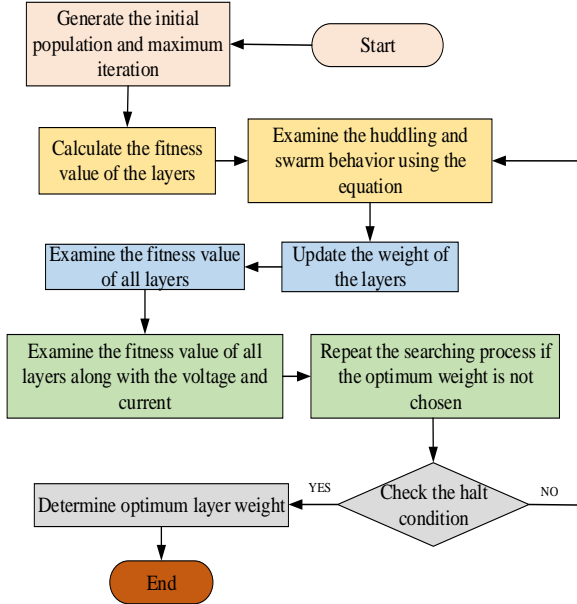 Generate the initial
population and maximum
iteration
Start
Calculate the fitness
value of the layers
Examine the huddling and
swarm behavior using the
equation
Examine the fitness value
of all layers
Update the weight of
the layers
Examine the fitness value of all
layers along with the voltage and
current
Repeat the searching process if
the optimum weight is not
chosen
Determine optimum layer weight
YES
Check the halt
condition
NO
End